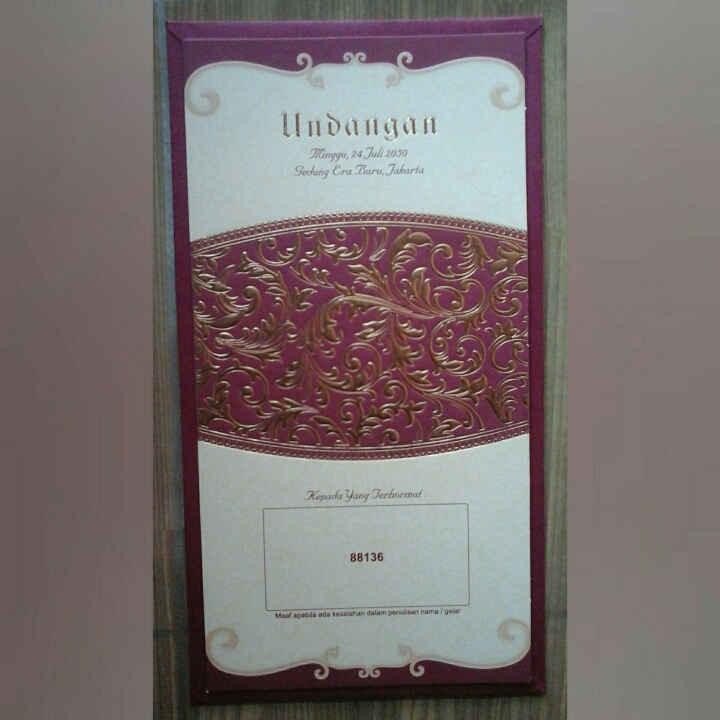 Undangan
Minggu, 24 Juli 2050
Gedung Era Baru, Jakarta
Kepada Yang Terhormat :
88136
Maaf apabila ada kesalahan dalam penulisan nama / gelar